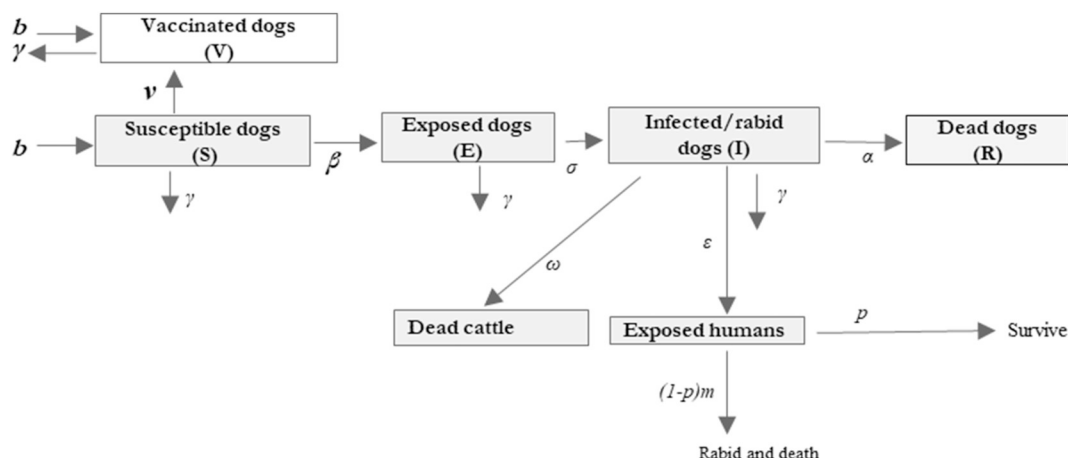 b
Vaccinated dogs
(V)
γ
v
b
Susceptible dogs
(S)
β
Exposed dogs
(E)
σ
Infected/rabid
dogs (I)
α
Dead dogs
(R)
γ
γ
γ
ω
ε
Dead cattle
Exposed humans
p
Survive
(1-p)m
Rabid and death